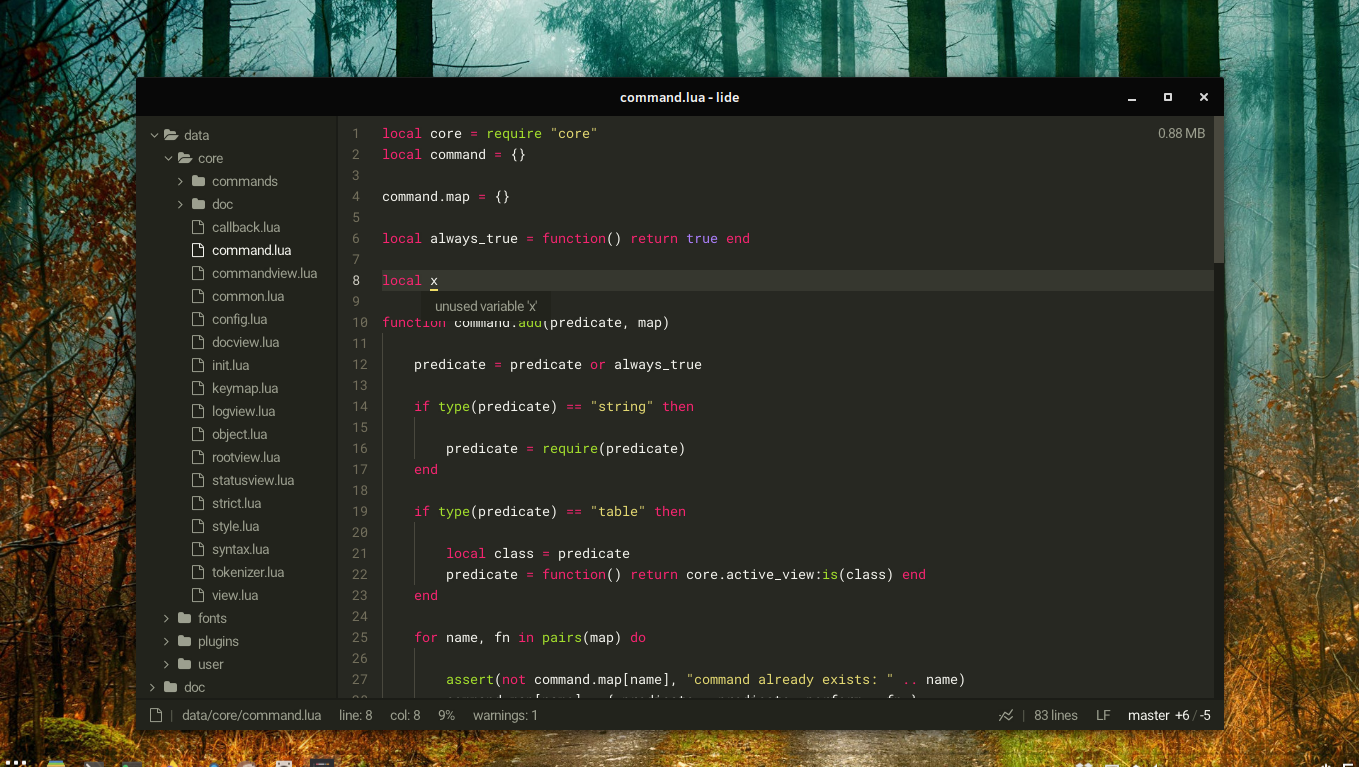 command.lua - lide
data
core
commands
doc
callback.lua
command.lua
commandview.lua
common.lua
config.lua
docview.lua
init.lua
keymap.lua
logview.lua
object.lua
rootview.lua
statusview.lua
strict.lua
style.lua
syntax.lua
tokenizer.lua
view.lua
fonts
plugins
user
doc
0.88 MB
1 local core = require "core"
2 local command = {}
3
4 command.map = {}
5
6 local always_true = function() return true end
7
8 local x
9
unused variable 'x'
10 function command.add(predicate, map)
11
12 predicate = predicate or always_true
13
14 if type(predicate) == "string" then
15
16 predicate = require(predicate)
17 end
18
19 if type(predicate) == "table" then
20
21 local class = predicate
22 predicate = function() return core.active_view:is(class) end
23 end
24
25 for name, fn in pairs(map) do
26
27 assert(not command.map[name], "command already exists: " .. name)
data/core/command.lua line: 8 col: 8 9% warnings: 1 83 lines LF master +6 / -5